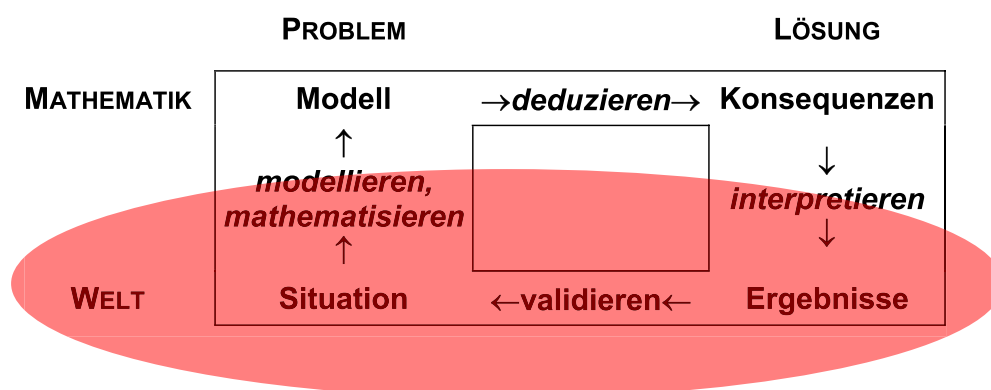 PROBLEM LÖSUNG
MATHEMATIK Modell →deduzieren→ Konsequenzen
↑ ↓
modellieren, mathematisieren interpretieren
↑ ↓
WELT Situation ←validieren← Ergebnisse